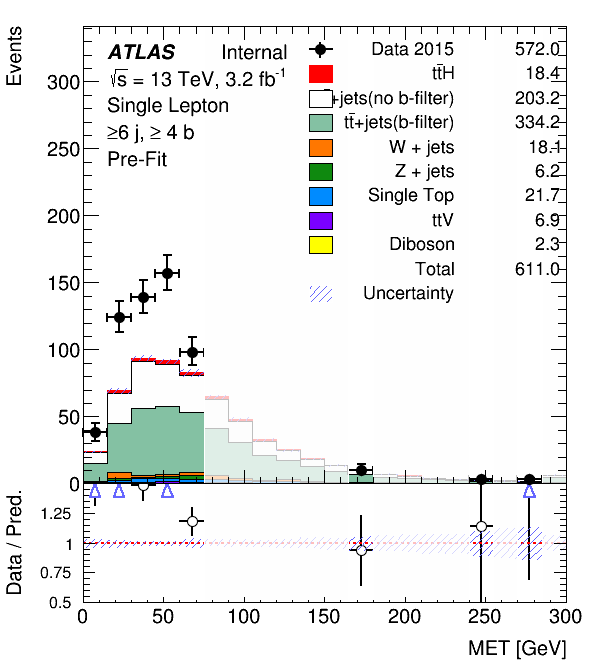 Events
ATLAS Internal
√s = 13 TeV, 3.2 fb⁻¹
Single Lepton
≥6 j, ≥ 4 b
Pre-Fit
Data 2015 572.0
tt̄H 18.4
+jets(no b-filter) 203.2
tt̄+jets(b-filter) 334.2
W + jets 18.1
Z + jets 6.2
Single Top 21.7
ttV 6.9
Diboson 2.3
Total 611.0
Uncertainty
300
250
200
150
100
50
0
Data / Pred.
1.25
1
0.75
0.5
0 50 100 150 200 250 300
MET [GeV]